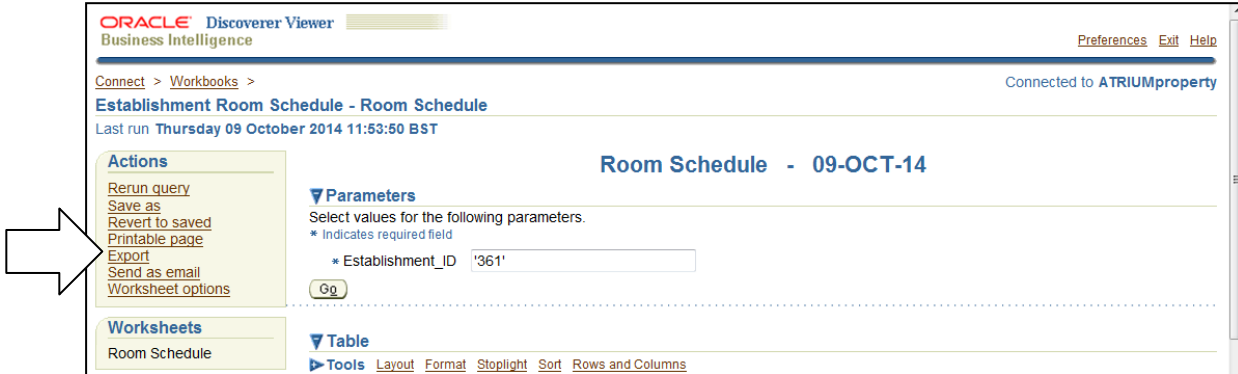 ORACLE Discoverer Viewer
Business Intelligence
Preferences Exit Help
Connect > Workbooks >
Connected to ATRIUMproperty
Establishment Room Schedule - Room Schedule
Last run Thursday 09 October 2014 11:53:50 BST
Actions
Rerun query
Save as
Revert to saved
Printable page
Export
Send as email
Worksheet options
Worksheets
Room Schedule
Room Schedule - 09-OCT-14
Parameters
Select values for the following parameters.
* Indicates required field
* Establishment_ID '361'
Go
Table
Tools Layout Format Stoplight Sort Rows and Columns